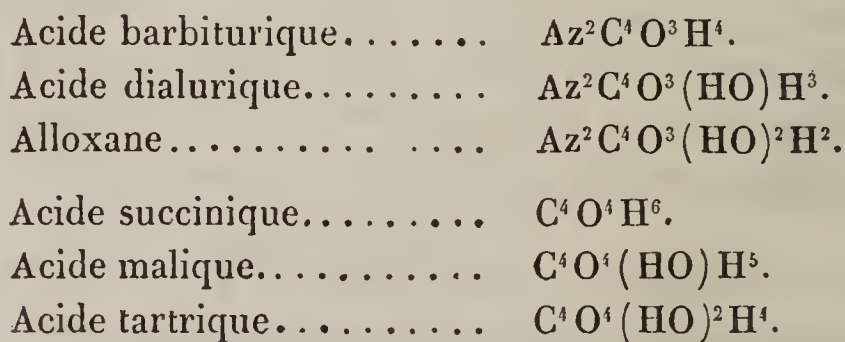 Acide barbiturique....... Az²C⁴O³H⁴.
Acide dialurique......... Az²C⁴O³(HO)H³.
Alloxane.......... .... Az²C⁴O³(HO)²H².
Acide succinique......... C⁴O⁴H⁶.
Acide malique............ C⁴O⁴(HO)H⁵.
Acide tartrique.......... C⁴O⁴(HO)²H⁴.